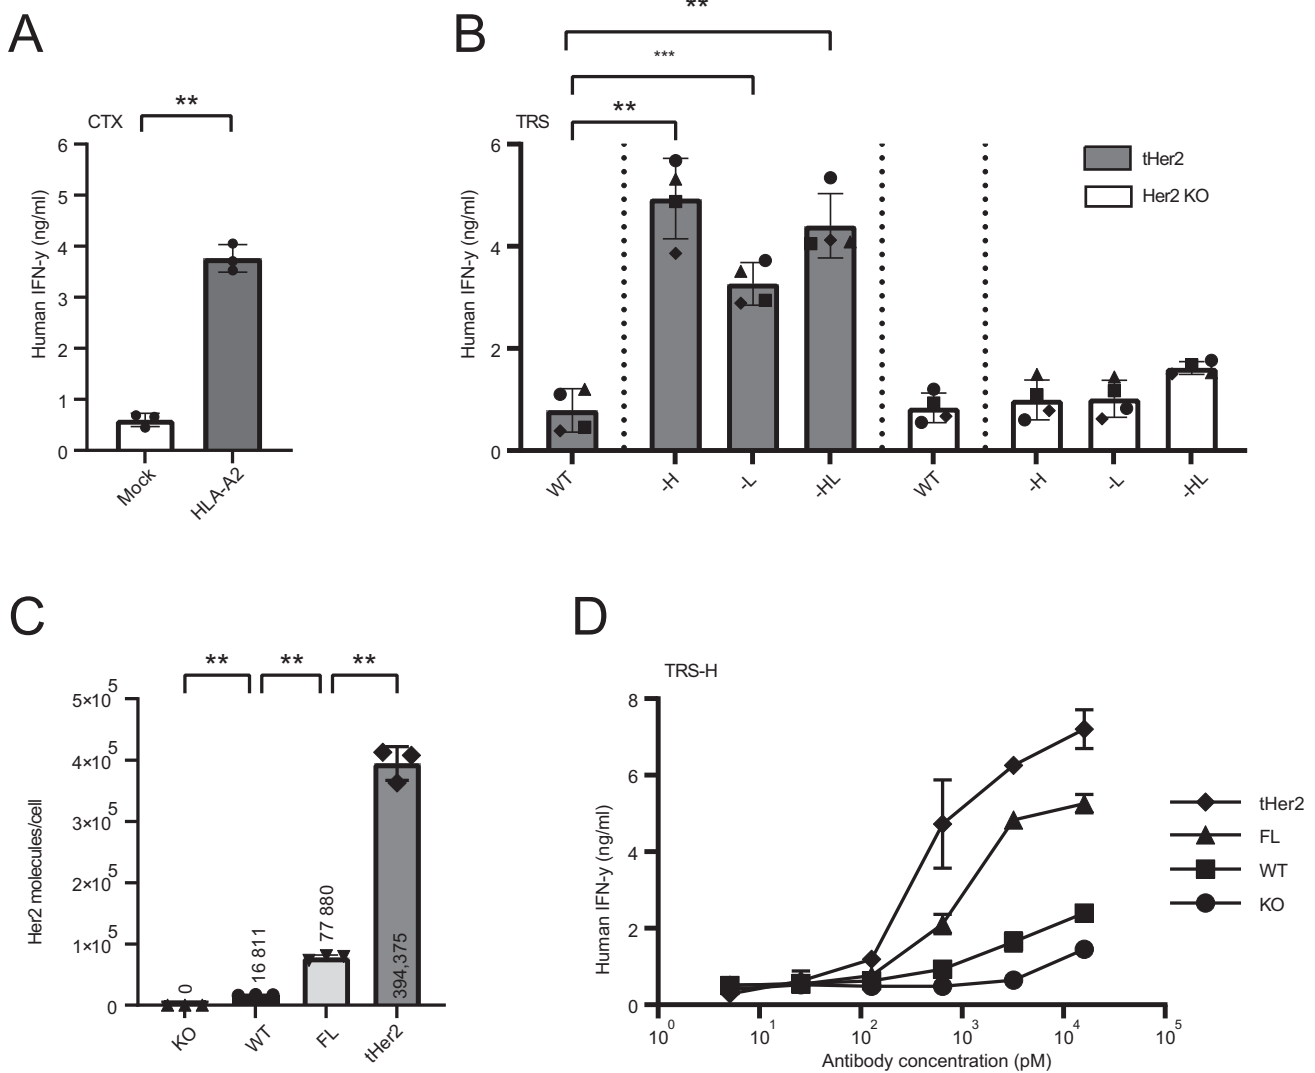 A
CTX
**
Human IFN-y (ng/ml)
6
5
4
3
2
1
0
Mock
HLA-A2
B
TRS
**
***
**
Human IFN-y (ng/ml)
6
4
2
0
WT
-H
-L
-HL
WT
-H
-L
-HL
tHer2
Her2 KO
C
** ** **
Her2 molecules/cell
5×10⁵
4×10⁵
3×10⁵
2×10⁵
1×10⁵
0
0
16 811
77 880
394,375
KO
WT
FL
tHer2
D
TRS-H
Human IFN-y (ng/ml)
8
6
4
2
0
10⁰ 10¹ 10² 10³ 10⁴ 10⁵
Antibody concentration (pM)
tHer2
FL
WT
KO